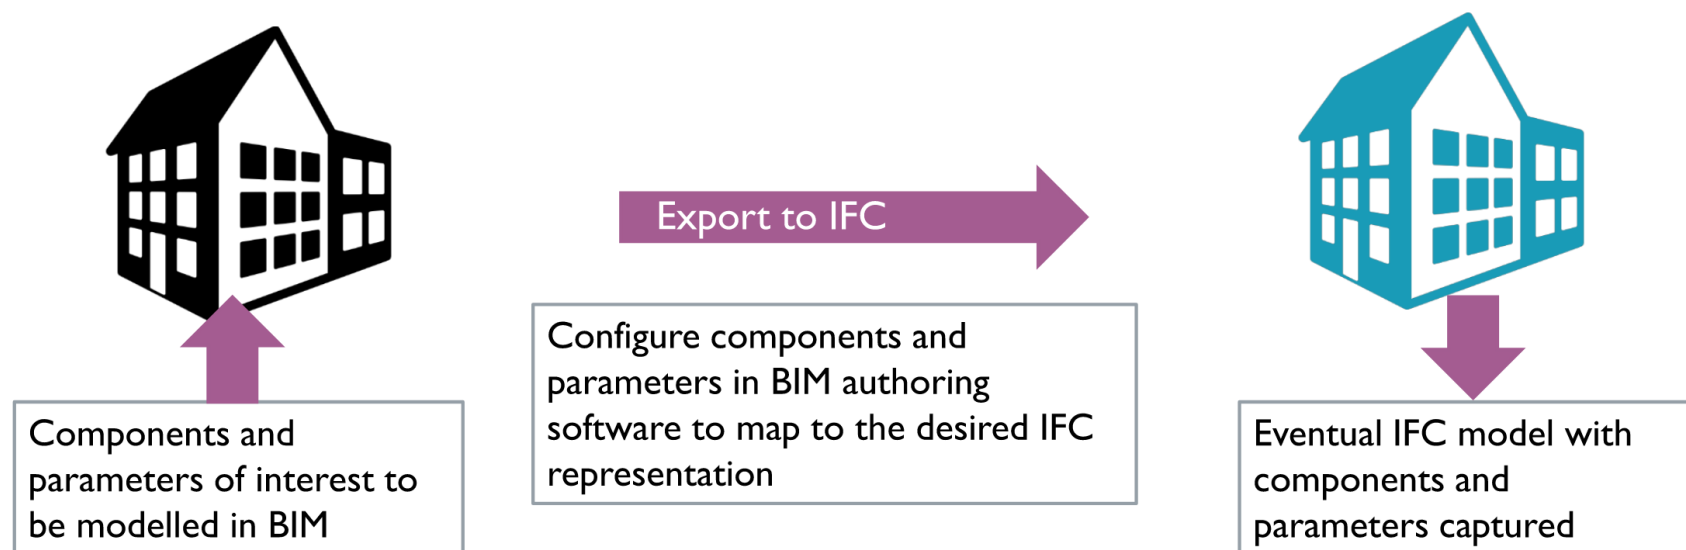 Export to IFC
Components and
parameters of interest to
be modelled in BIM
Configure components and
parameters in BIM authoring
software to map to the desired IFC
representation
Eventual IFC model with
components and
parameters captured